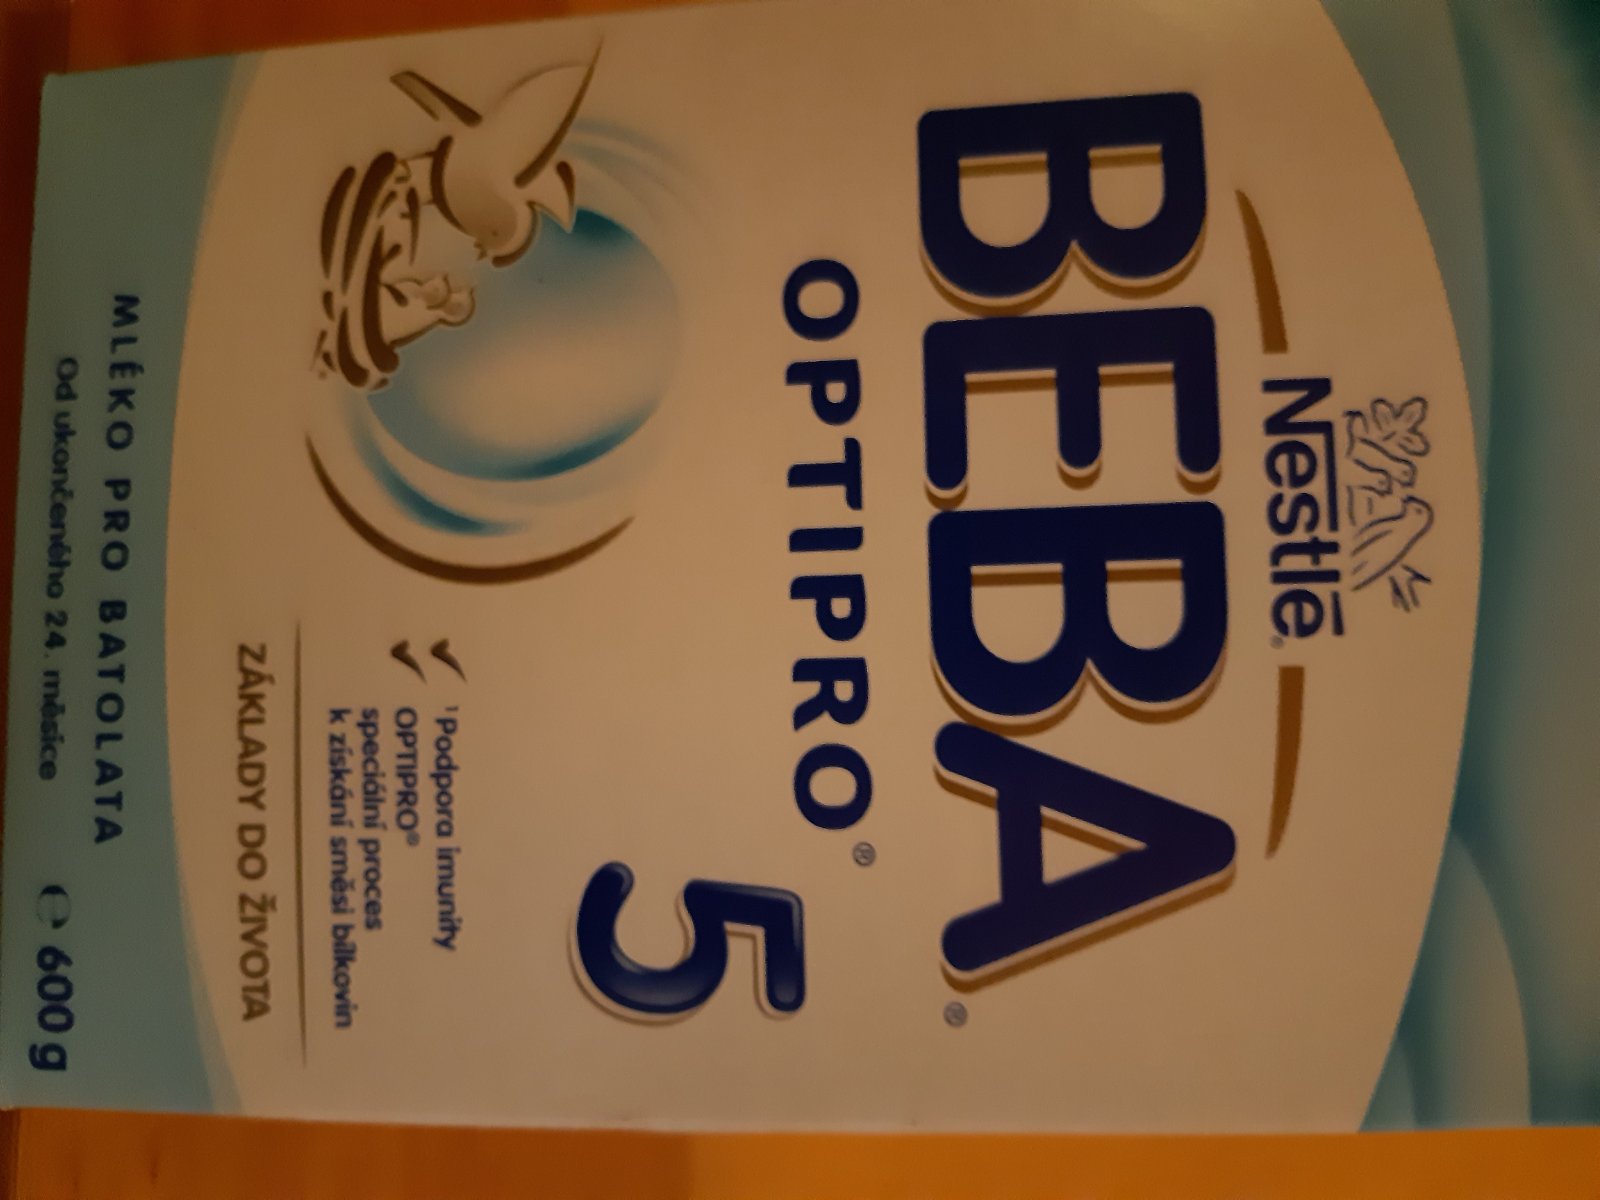 Nestlé®
BEBA®
OPTIPRO®
5
¹Podpora imunity
OPTIPRO®
speciální proces
k získání směsi bílkovin
ZÁKLADY DO ŽIVOTA
MLÉKO PRO BATOLATA
Od ukončeného 24. měsíce
℮ 600 g